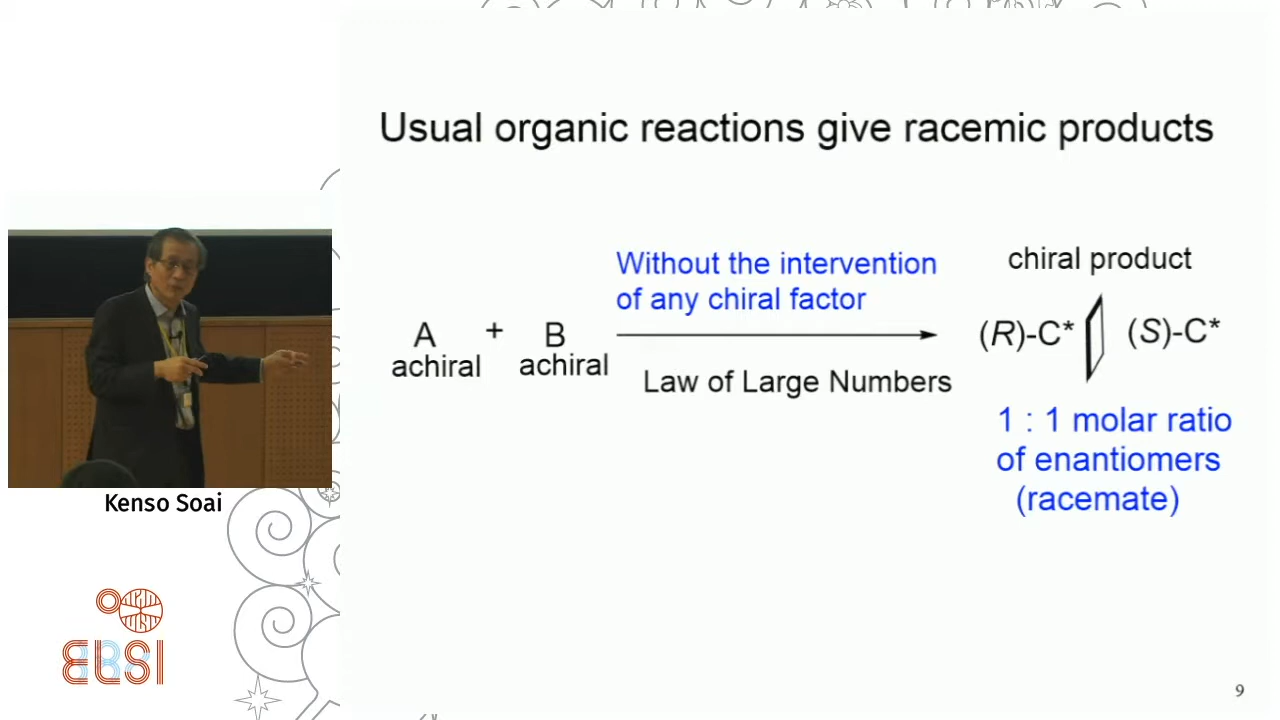 Usual organic reactions give racemic products
Without the intervention
of any chiral factor
chiral product
A + B
achiral achiral
(R)-C* (S)-C*
Law of Large Numbers
1 : 1 molar ratio
of enantiomers
(racemate)
Kenso Soai
ELSI
9